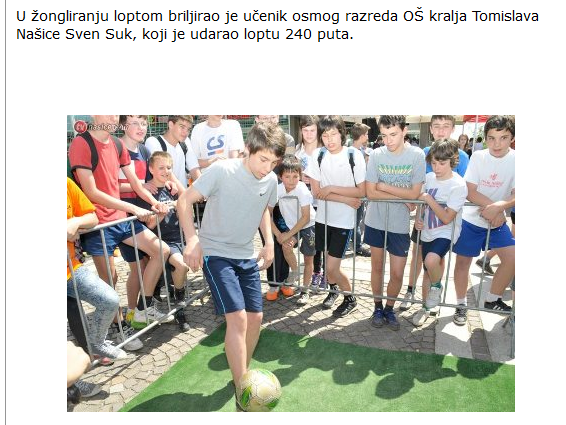 U žongliranju loptom briljirao je učenik osmog razreda OŠ kralja Tomislava
Našice Sven Suk, koji je udarao loptu 240 puta.